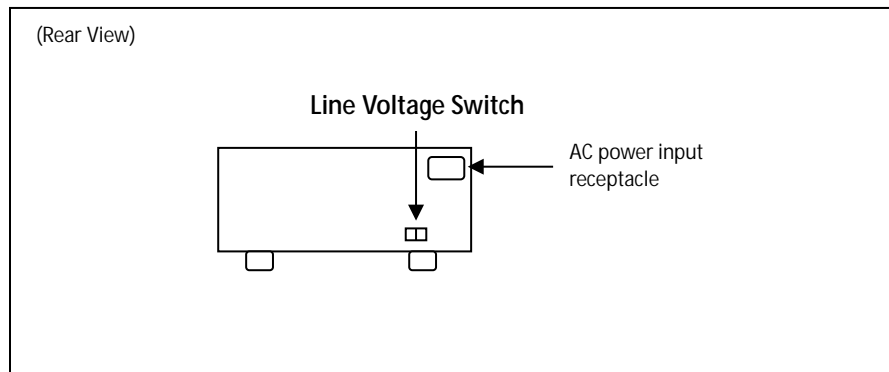 (Rear View)
Line Voltage Switch
AC power input
receptacle